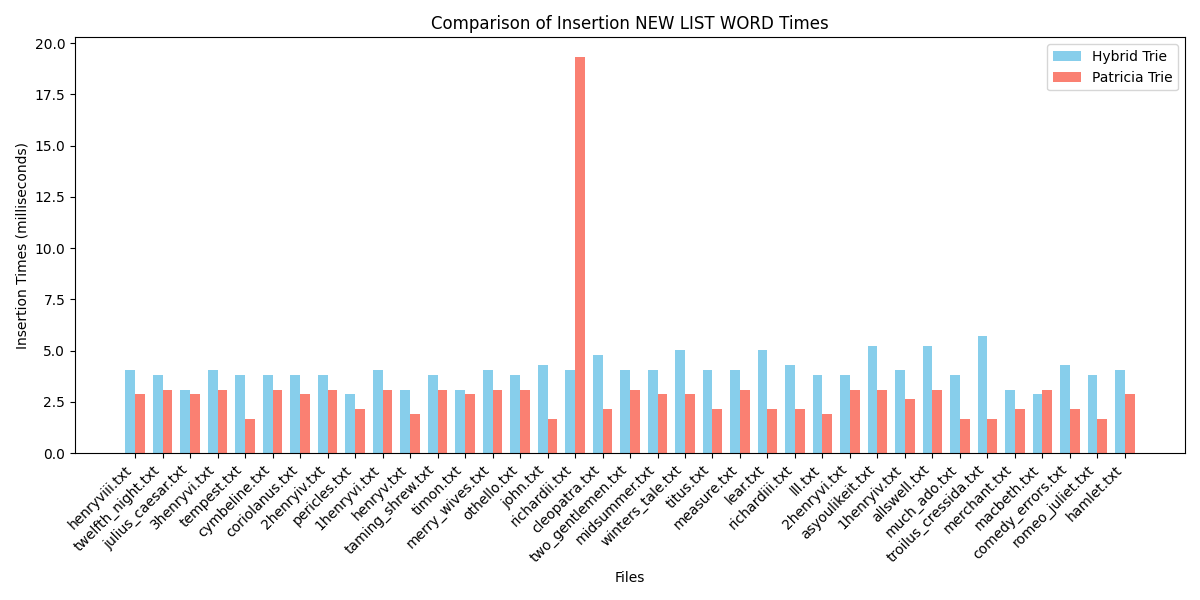 Comparison of Insertion NEW LIST WORD Times
Hybrid Trie
Patricia Trie
Insertion Times (milliseconds)
20.0
17.5
15.0
12.5
10.0
7.5
5.0
2.5
0.0
henryviii.txt
twelfth_night.txt
julius_caesar.txt
3henryvi.txt
tempest.txt
cymbeline.txt
coriolanus.txt
2henryiv.txt
pericles.txt
1henryvi.txt
henryv.txt
taming_shrew.txt
timon.txt
merry_wives.txt
othello.txt
john.txt
richardii.txt
cleopatra.txt
two_gentlemen.txt
midsummer.txt
winters_tale.txt
titus.txt
measure.txt
lear.txt
richardiii.txt
lll.txt
2henryvi.txt
asyoulikeit.txt
1henryiv.txt
allswell.txt
much_ado.txt
troilus_cressida.txt
merchant.txt
macbeth.txt
comedy_errors.txt
romeo_juliet.txt
hamlet.txt
Files